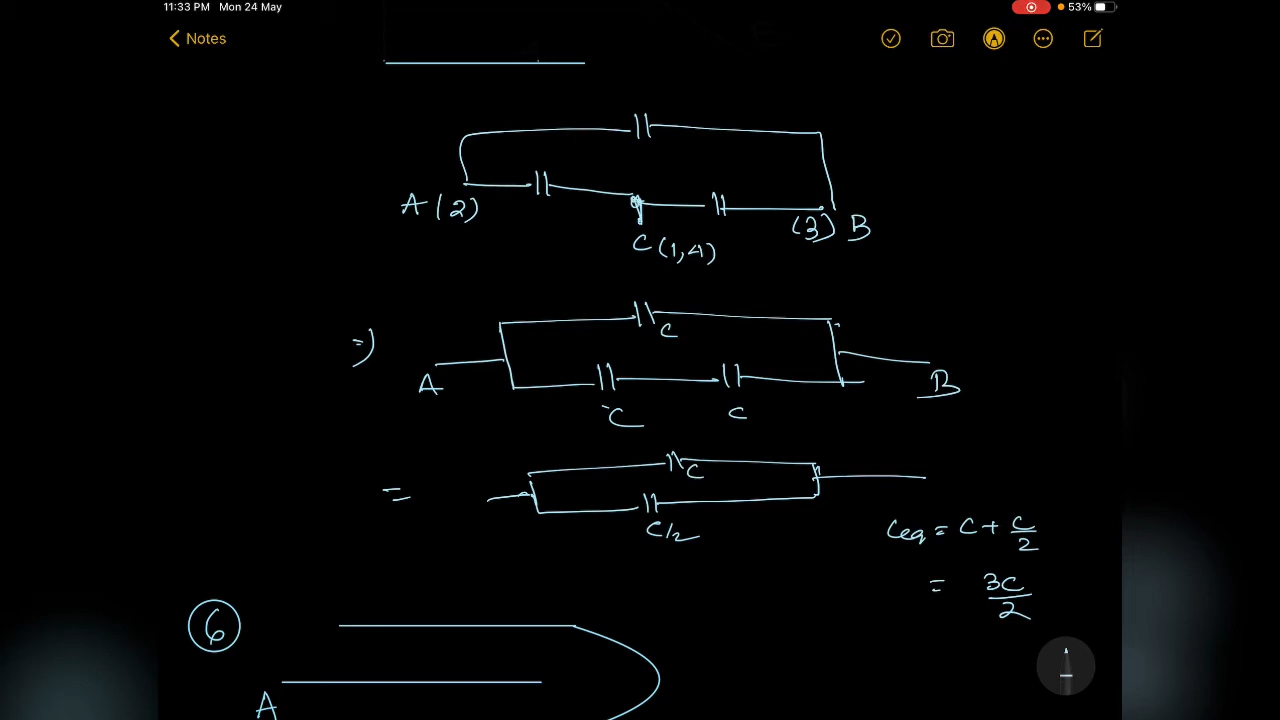 11:33 PM Mon 24 May
53%
Notes
A (2)
(3) B
C (1,4)
=)
C
A
B
C
C
=
C
C/2
Ceq = C + C/2
= 3C/2
6
A